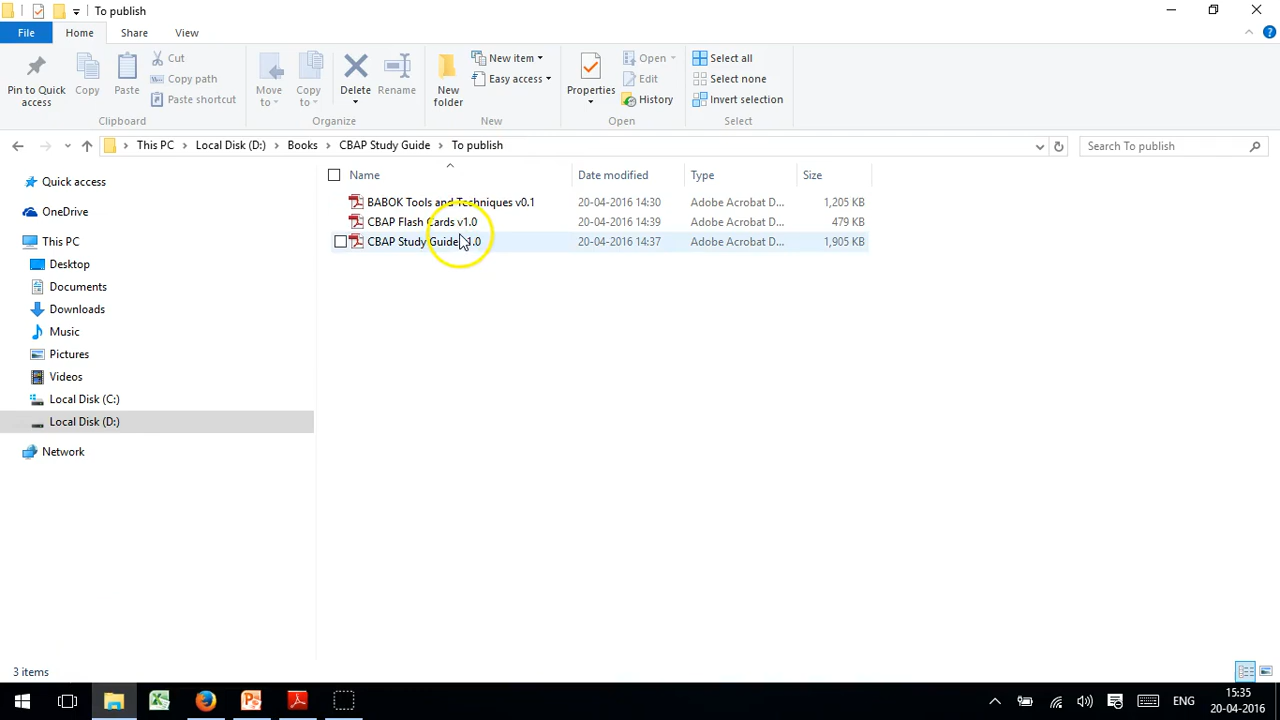 To publish
File Home Share View
Pin to Quick access
Copy
Paste
Cut
Copy path
Paste shortcut
Clipboard
Move to
Copy to
Delete
Rename
Organize
New folder
New item
Easy access
New
Properties
Open
Edit
History
Open
Select all
Select none
Invert selection
Select
This PC Local Disk (D:) Books CBAP Study Guide To publish
Search To publish
Quick access
OneDrive
This PC
Desktop
Documents
Downloads
Music
Pictures
Videos
Local Disk (C:)
Local Disk (D:)
Network
Name Date modified Type Size
BABOK Tools and Techniques v0.1 20-04-2016 14:30 Adobe Acrobat D... 1,205 KB
CBAP Flash Cards v1.0 20-04-2016 14:39 Adobe Acrobat D... 479 KB
CBAP Study Guide 1.0 20-04-2016 14:37 Adobe Acrobat D... 1,905 KB
3 items
ENG
15:35
20-04-2016